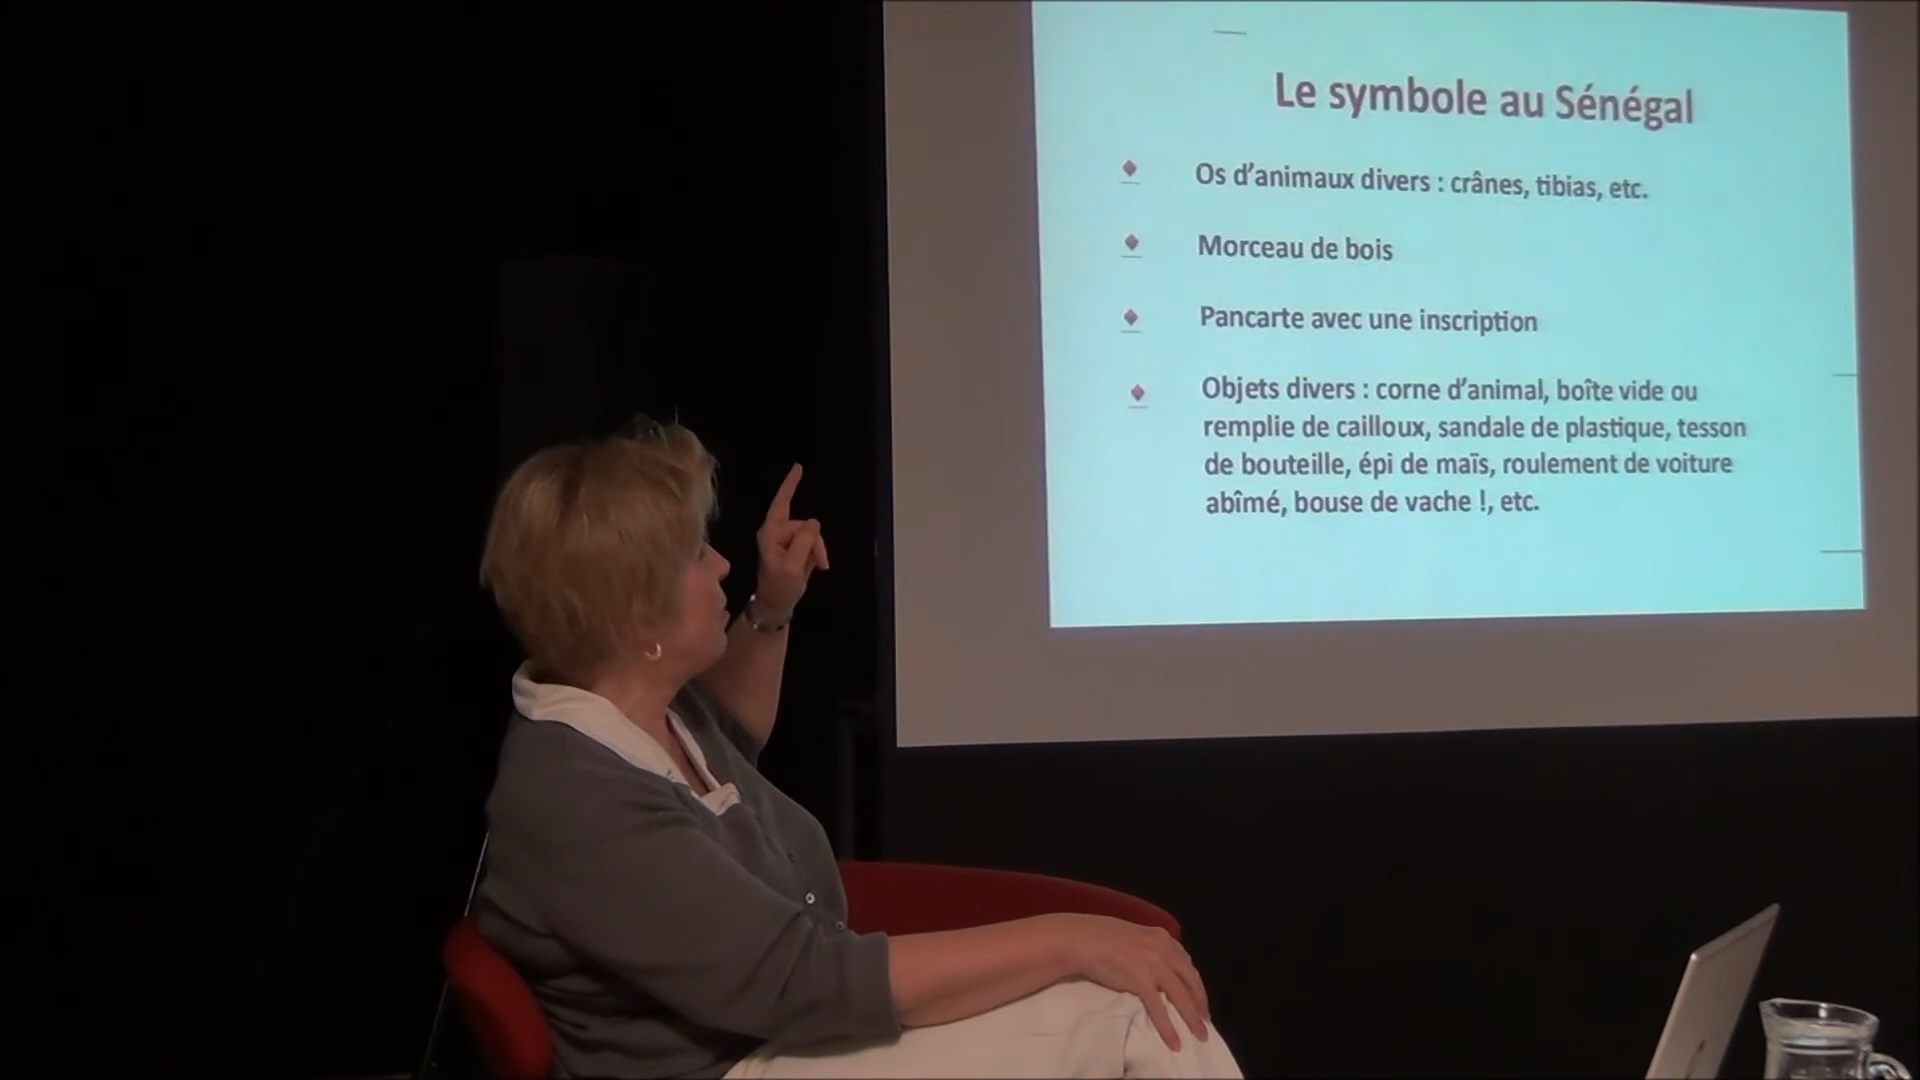 Le symbole au Sénégal
Os d’animaux divers : crânes, tibias, etc.
Morceau de bois
Pancarte avec une inscription
Objets divers : corne d’animal, boîte vide ou
remplie de cailloux, sandale de plastique, tesson
de bouteille, épi de maïs, roulement de voiture
abîmé, bouse de vache !, etc.